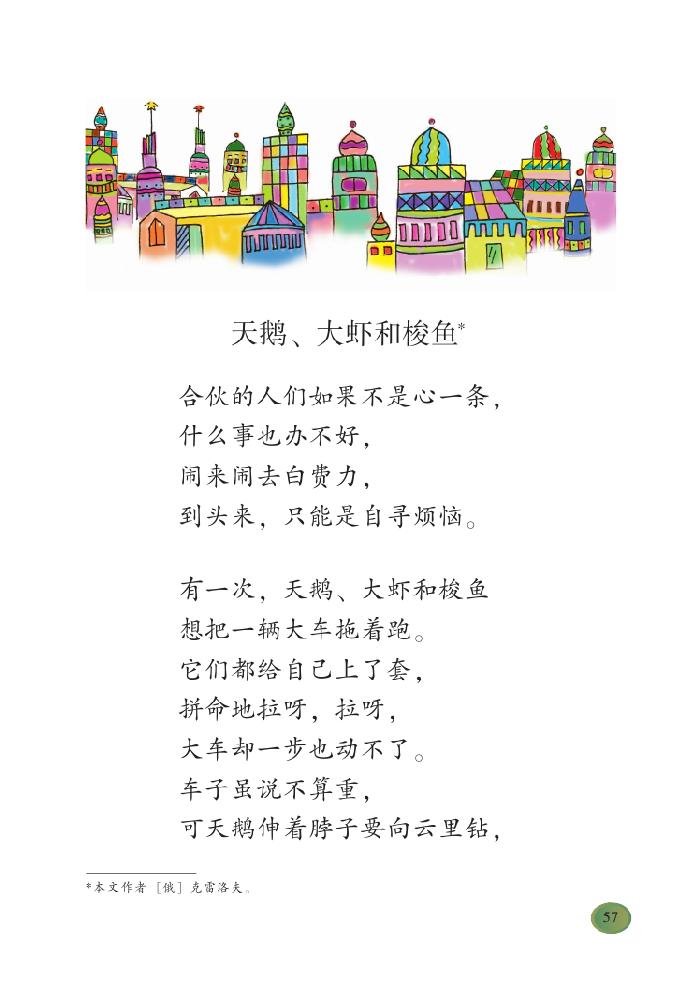 天鹅、大虾和梭鱼*
合伙的人们如果不是心一条，
什么事也办不好，
闹来闹去白费力，
到头来，只能是自寻烦恼。
有一次，天鹅、大虾和梭鱼
想把一辆大车拖着跑。
它们都给自己上了套，
拼命地拉呀，拉呀，
大车却一步也动不了。
车子虽说不算重，
可天鹅伸着脖子要向云里钻，
*本文作者［俄］克雷洛夫。
57